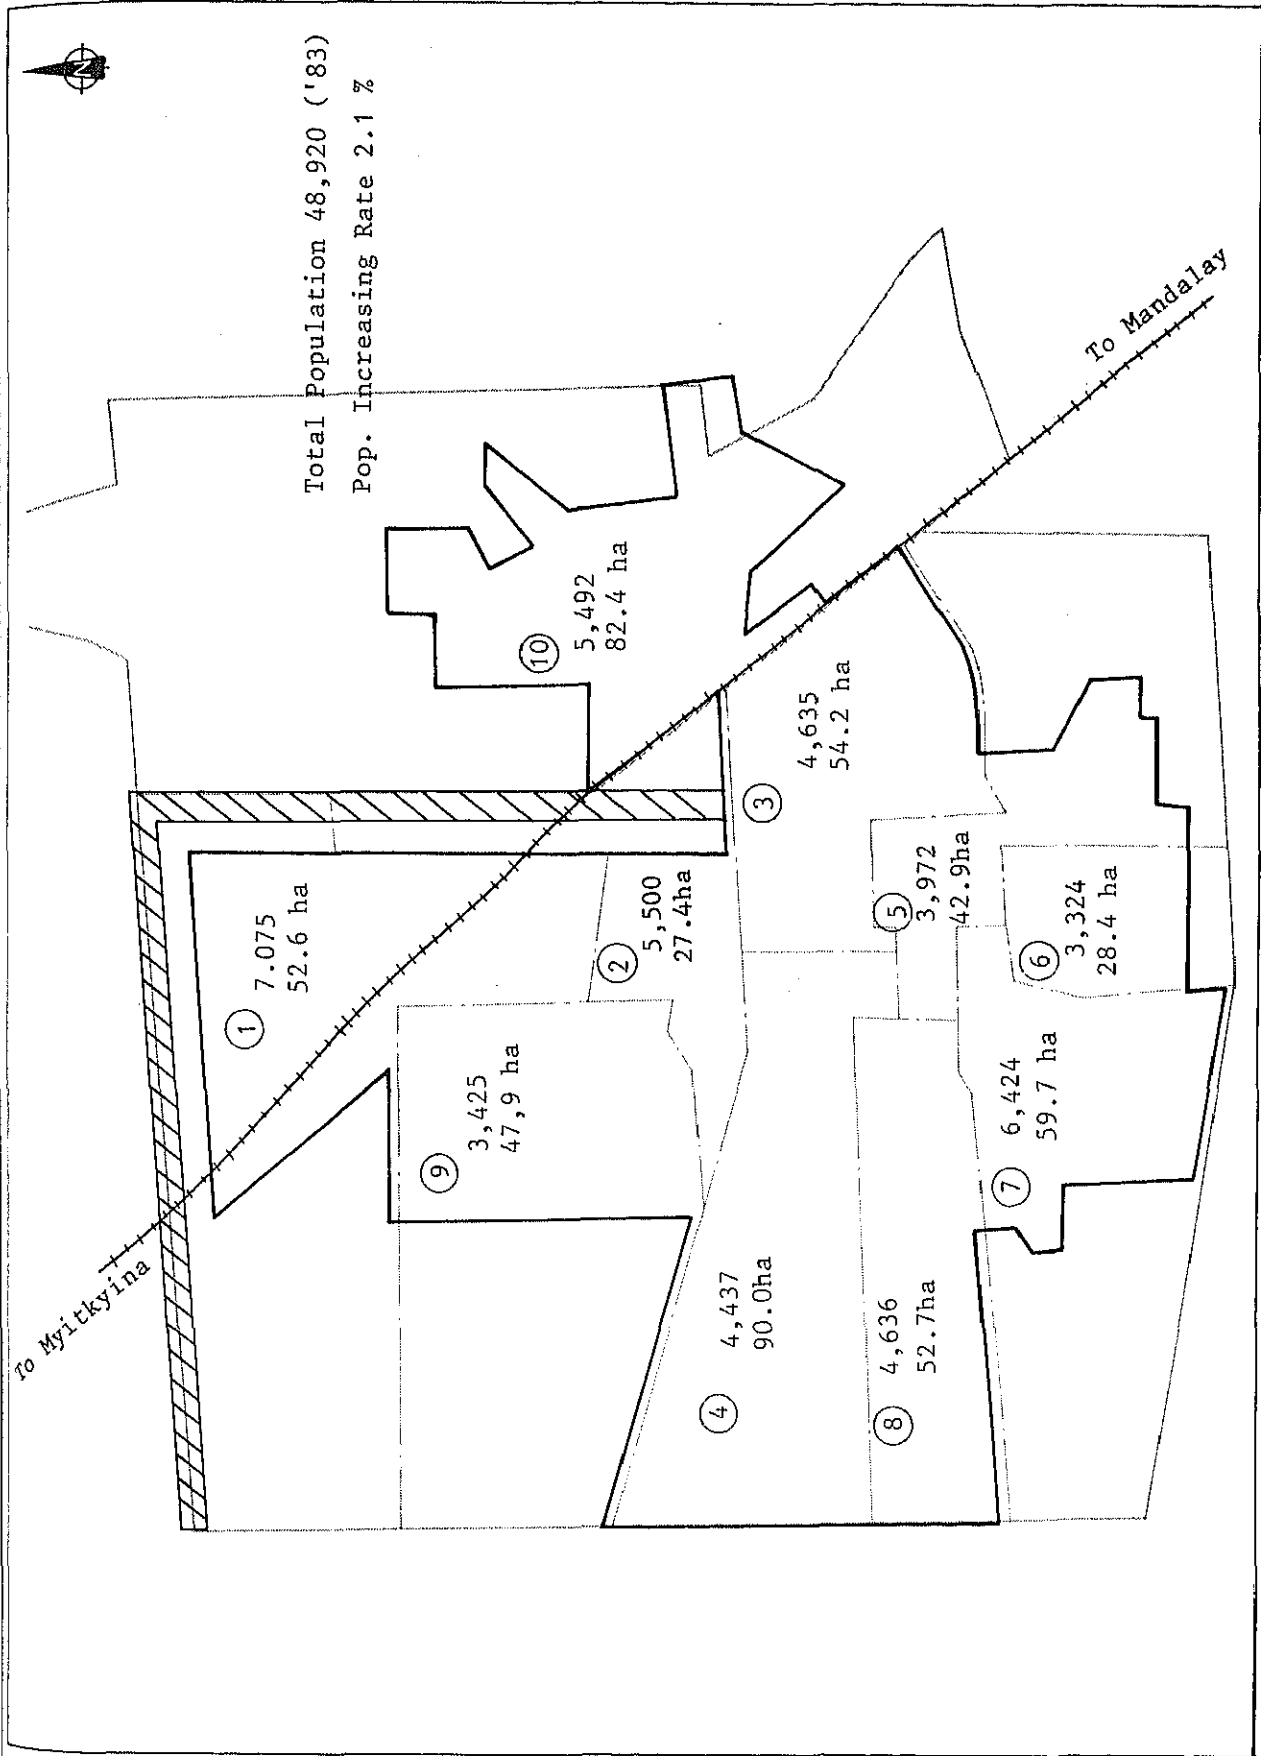 N
Total Population 48,920 ('83)
Pop. Increasing Rate 2.1 %
To Myitkyina
To Mandalay
1
7.075
52.6 ha
2
5,500
27.4ha
3
4,635
54.2 ha
4
4,437
90.0ha
5
3,972
42.9ha
6
3,324
28.4 ha
7
6,424
59.7 ha
8
4,636
52.7ha
9
3,425
47,9 ha
10
5,492
82.4 ha